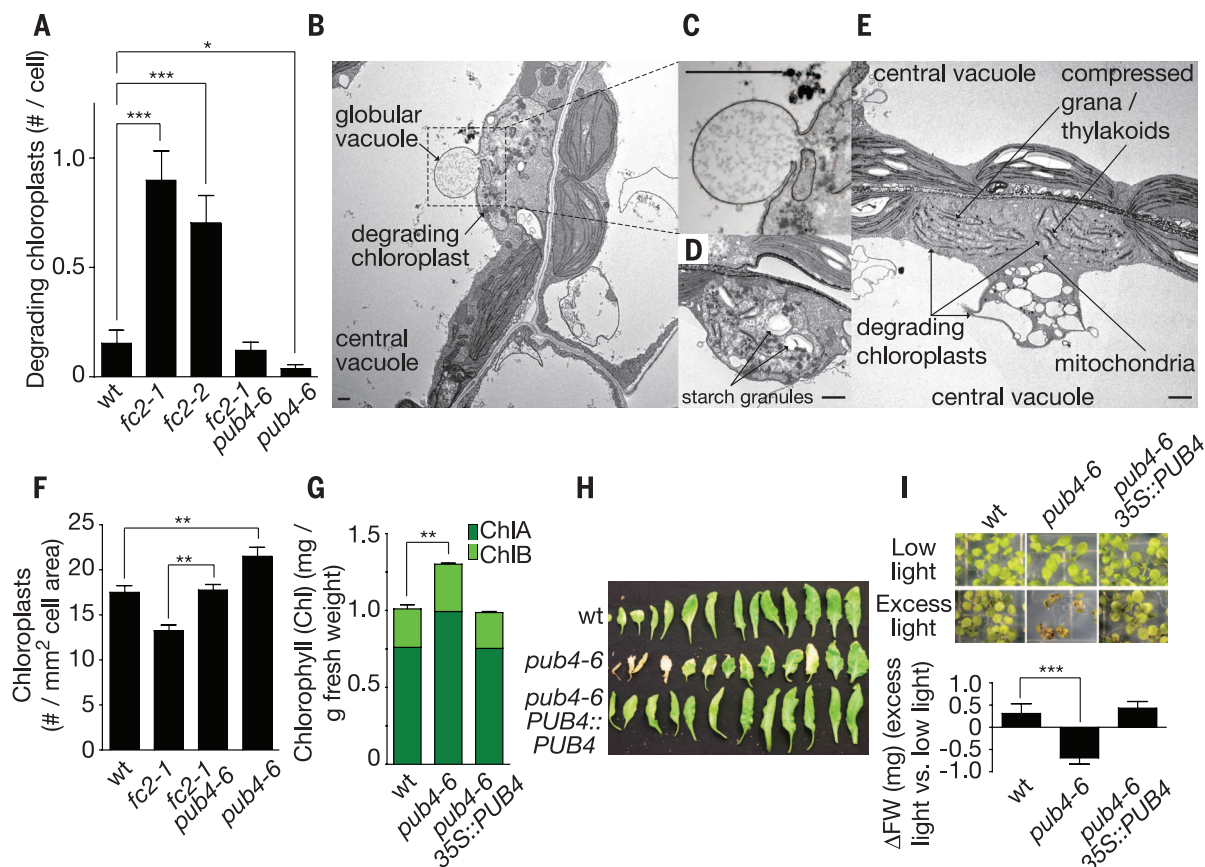 A
Degrading chloroplasts (# / cell)
1.0
0.5
0
***
***
*
wt
fc2-1
fc2-2
fc2-1
pub4-6
pub4-6
B
globular
vacuole
degrading
chloroplast
central
vacuole
C
D
starch granules
E
central vacuole
compressed
grana /
thylakoids
degrading
chloroplasts
mitochondria
central vacuole
F
Chloroplasts
(# / mm² cell area)
25
20
15
10
5
0
**
**
wt
fc2-1
fc2-1
pub4-6
pub4-6
G
Chlorophyll (Chl) (mg /
g fresh weight)
1.5
1.0
0.5
0
**
ChlA
ChlB
wt
pub4-6
pub4-6
35S::PUB4
H
wt
pub4-6
pub4-6
PUB4::
PUB4
I
wt
pub4-6
pub4-6
35S::PUB4
Low
light
Excess
light
ΔFW (mg) (excess
light vs. low light)
1.0
0.5
0
-0.5
-1.0
***
wt
pub4-6
pub4-6
35S::PUB4